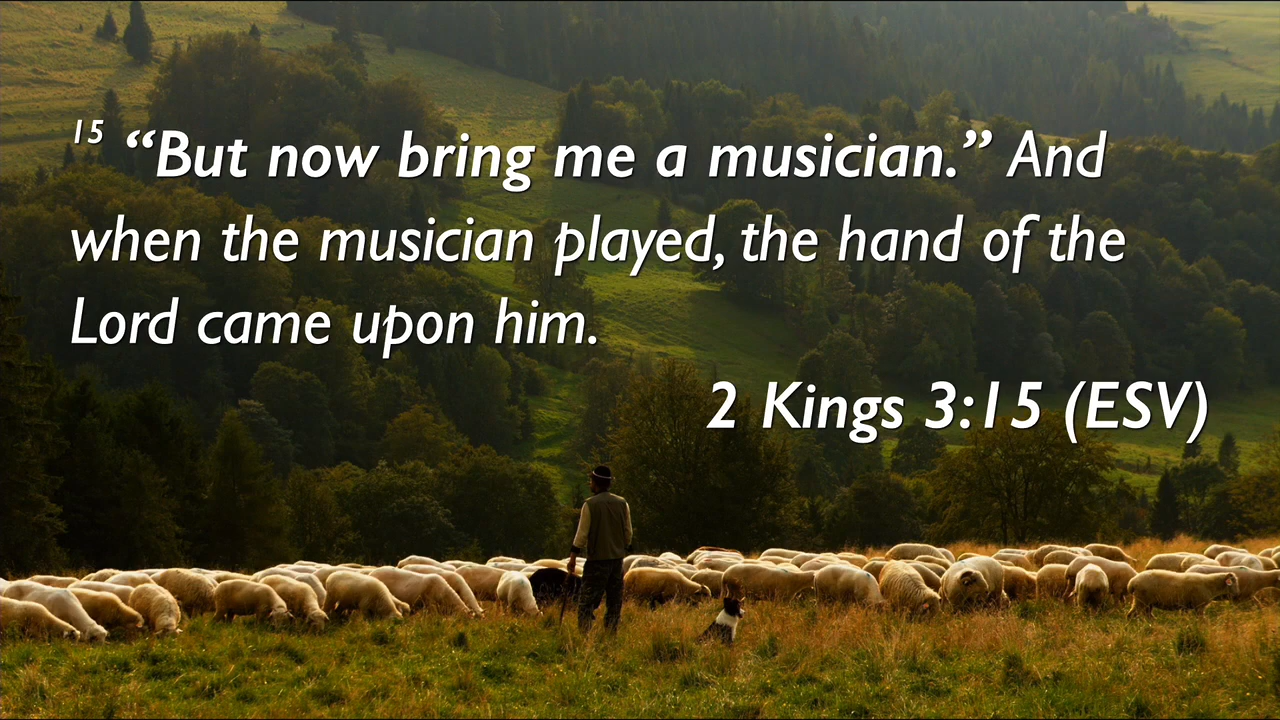 15 “But now bring me a musician.” And
when the musician played, the hand of the
Lord came upon him.
2 Kings 3:15 (ESV)